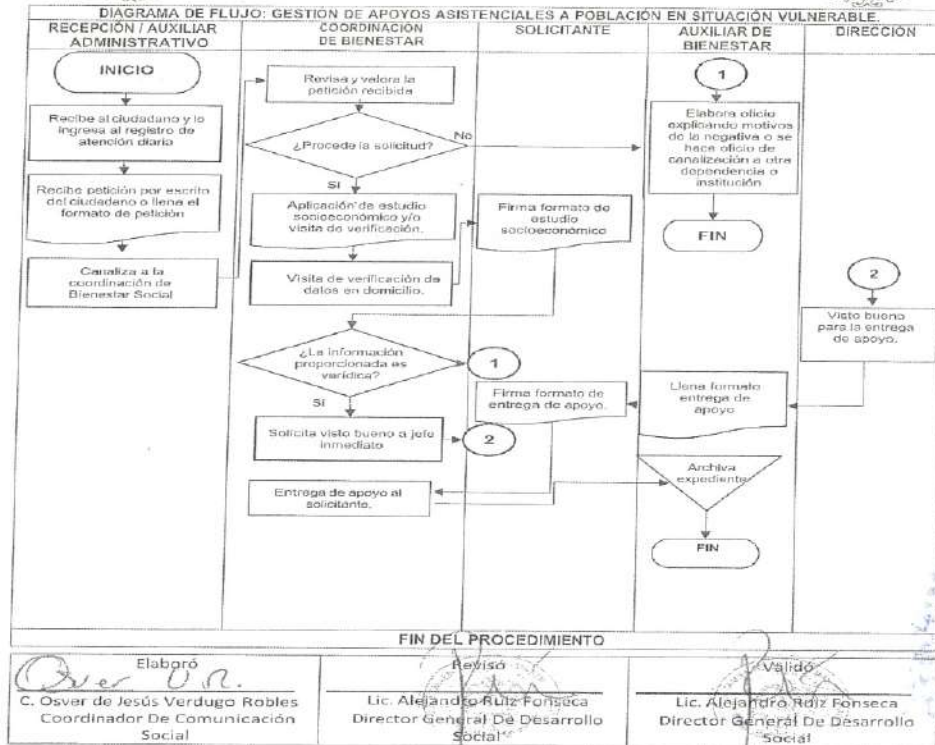 DIAGRAMA DE FLUJO: GESTIÓN DE APOYOS ASISTENCIALES A POBLACIÓN EN SITUACIÓN VULNERABLE.
RECEPCIÓN / AUXILIAR
ADMINISTRATIVO
COORDINACIÓN
DE BIENESTAR
SOLICITANTE
AUXILIAR DE
BIENESTAR
DIRECCIÓN
INICIO
Recibe al ciudadano y lo
ingresa al registro de
atención diaria
Recibe petición por escrito
del ciudadano o llena el
formato de petición
Canaliza a la
coordinación de
Bienestar Social
Revisa y valora la
petición recibida
¿Procede la solicitud?
No
Sí
Aplicación de estudio
socioeconómico y/o
visita de verificación.
Visita de verificación de
datos en domicilio.
Firma formato de
estudio
socioeconómico
1
Elabora oficio
explicando motivos
de la negativa o se
hace oficio de
canalización a otra
dependencia o
institución
FIN
2
Visto bueno
para la entrega
de apoyo.
¿La información
proporcionada es
verídica?
1
Sí
Solicita visto bueno a jefe
inmediato
2
Firma formato de
entrega de apoyo.
Llena formato
entrega de
apoyo
Entrega de apoyo al
solicitante.
Archiva
expediente
FIN
FIN DEL PROCEDIMIENTO
Elaboró
C. Osver de Jesús Verdugo Robles
Coordinador De Comunicación
Social
Revisó
Lic. Alejandro Ruiz Fonseca
Director General De Desarrollo
Social
Validó
Lic. Alejandro Ruiz Fonseca
Director General De Desarrollo
Social